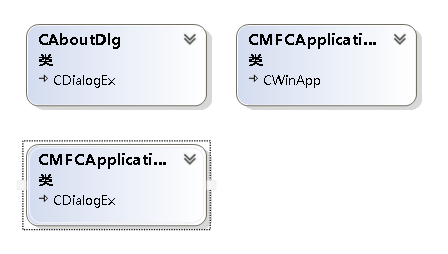 CAboutDlg
类
CDialogEx
CMFCApplicati...
类
CWinApp
CMFCApplicati...
类
CDialogEx